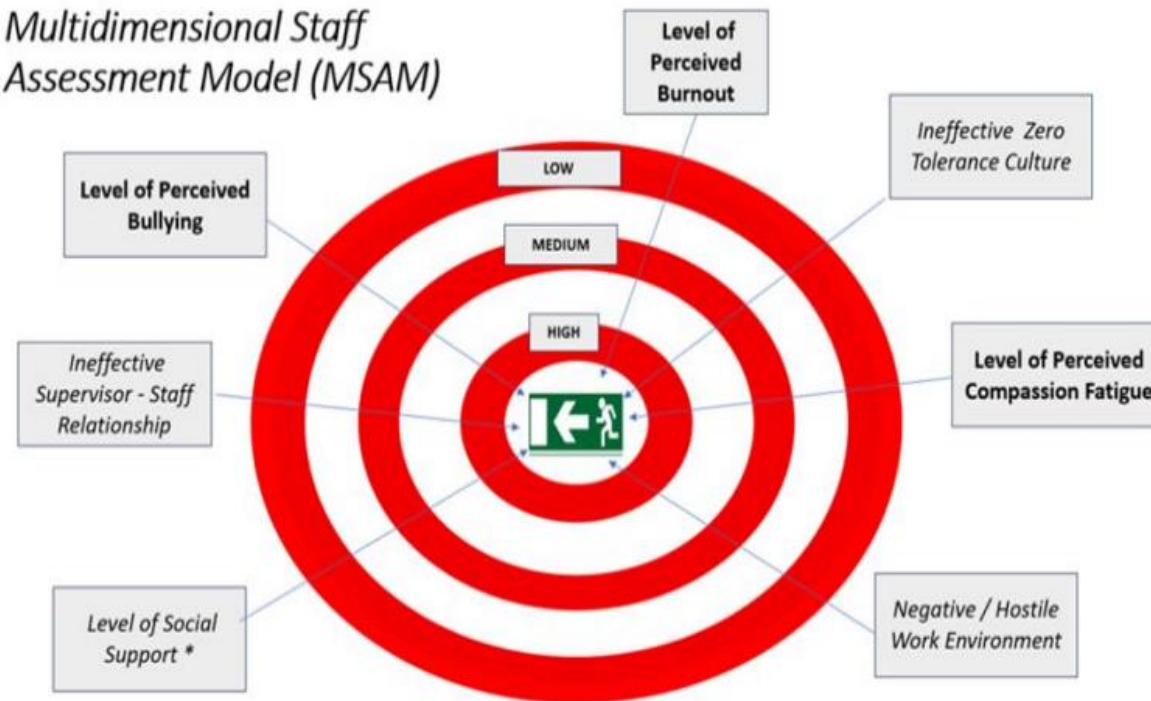 Multidimensional Staff
Assessment Model (MSAM)
Level of
Perceived
Burnout
Ineffective Zero
Tolerance Culture
LOW
Level of Perceived
Bullying
MEDIUM
HIGH
Ineffective
Supervisor - Staff
Relationship
Level of Perceived
Compassion Fatigue
Level of Social
Support *
Negative / Hostile
Work Environment